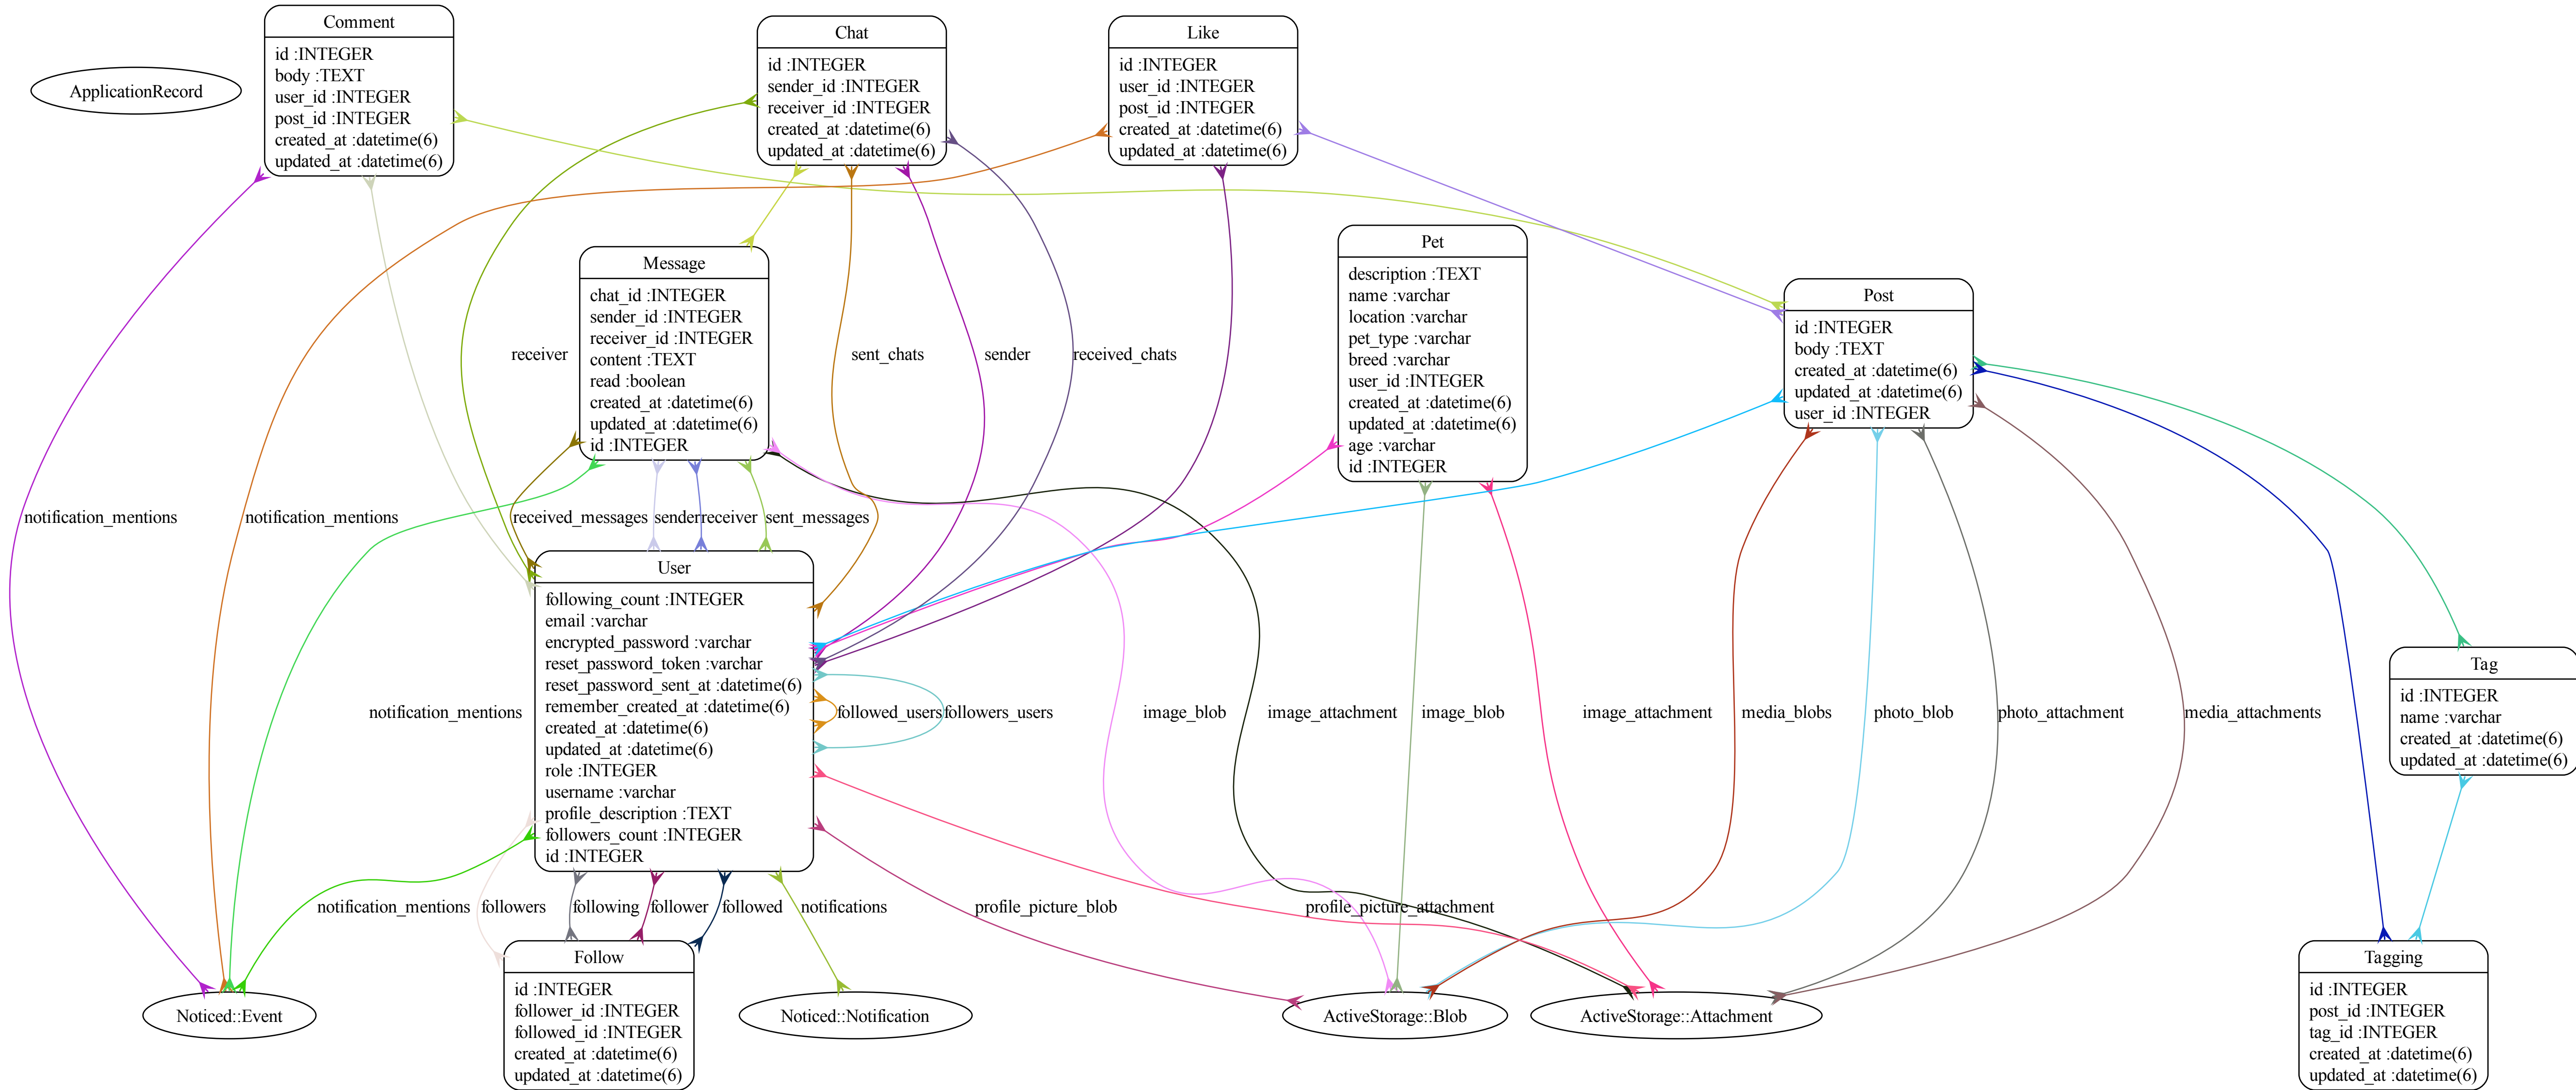 ApplicationRecord
Comment
id :INTEGER
body :TEXT
user_id :INTEGER
post_id :INTEGER
created_at :datetime(6)
updated_at :datetime(6)
Chat
id :INTEGER
sender_id :INTEGER
receiver_id :INTEGER
created_at :datetime(6)
updated_at :datetime(6)
Like
id :INTEGER
user_id :INTEGER
post_id :INTEGER
created_at :datetime(6)
updated_at :datetime(6)
Message
chat_id :INTEGER
sender_id :INTEGER
receiver_id :INTEGER
content :TEXT
read :boolean
created_at :datetime(6)
updated_at :datetime(6)
id :INTEGER
Pet
description :TEXT
name :varchar
location :varchar
pet_type :varchar
breed :varchar
user_id :INTEGER
created_at :datetime(6)
updated_at :datetime(6)
age :varchar
id :INTEGER
Post
id :INTEGER
body :TEXT
created_at :datetime(6)
updated_at :datetime(6)
user_id :INTEGER
receiver
sent_chats
sender
received_chats
notification_mentions
notification_mentions
received_messages
sender
receiver
sent_messages
User
following_count :INTEGER
email :varchar
encrypted_password :varchar
reset_password_token :varchar
reset_password_sent_at :datetime(6)
remember_created_at :datetime(6)
created_at :datetime(6)
updated_at :datetime(6)
role :INTEGER
username :varchar
profile_description :TEXT
followers_count :INTEGER
id :INTEGER
notification_mentions
followed_users
followers_users
image_blob
image_attachment
image_blob
image_attachment
media_blobs
photo_blob
photo_attachment
media_attachments
Tag
id :INTEGER
name :varchar
created_at :datetime(6)
updated_at :datetime(6)
notification_mentions
followers
following
follower
followed
notifications
profile_picture_blob
profile_picture_attachment
Noticed::Event
Follow
id :INTEGER
follower_id :INTEGER
followed_id :INTEGER
created_at :datetime(6)
updated_at :datetime(6)
Noticed::Notification
ActiveStorage::Blob
ActiveStorage::Attachment
Tagging
id :INTEGER
post_id :INTEGER
tag_id :INTEGER
created_at :datetime(6)
updated_at :datetime(6)